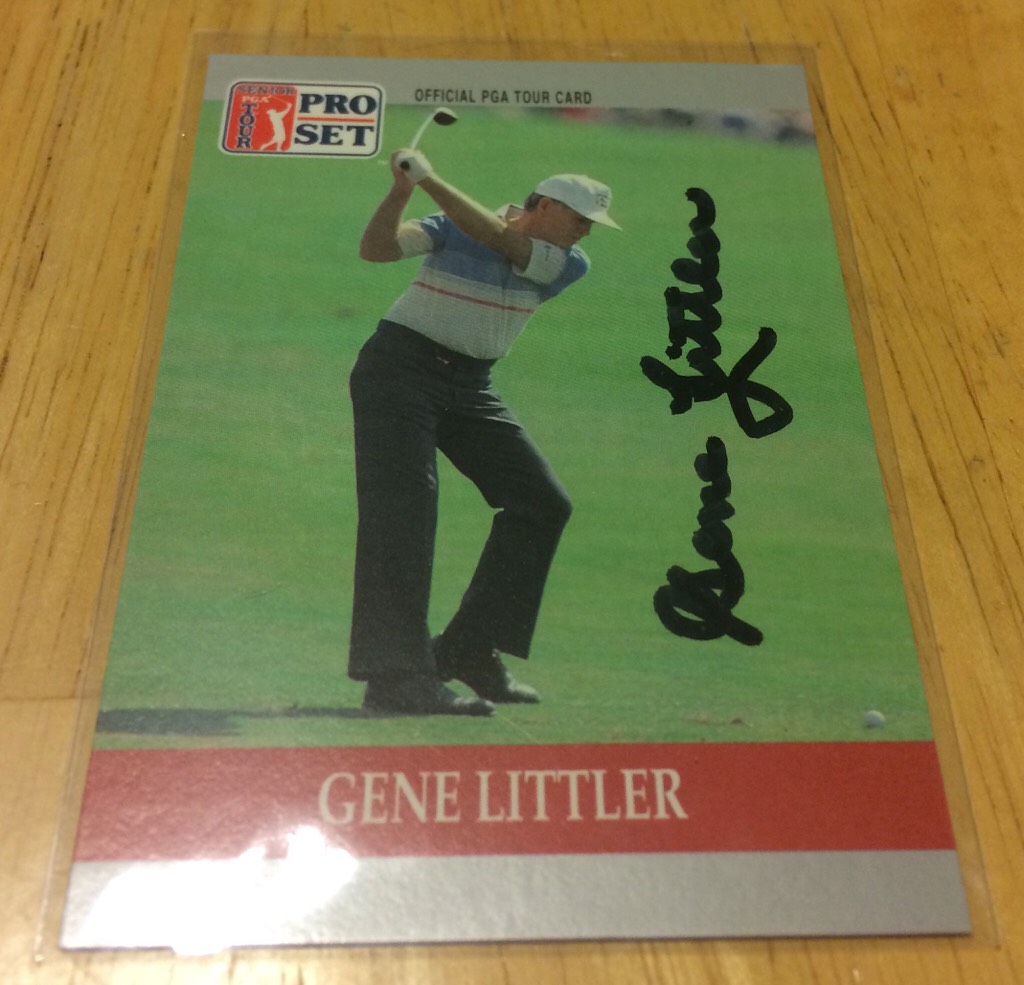 SENIOR
PGA
TOUR
PRO
SET
OFFICIAL PGA TOUR CARD
Gene Littler
GENE LITTLER